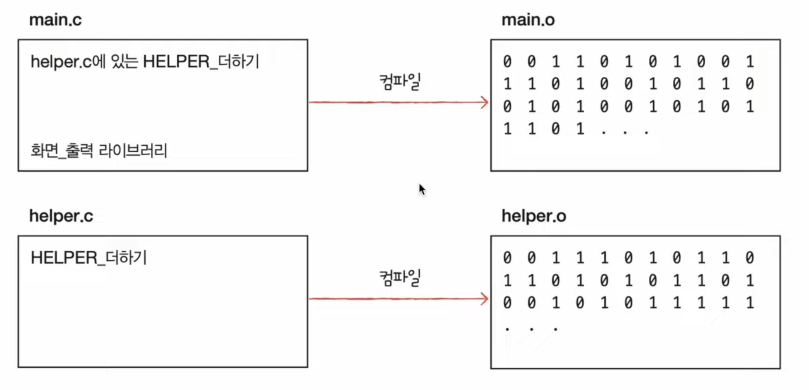 main.c
main.o
helper.c에 있는 HELPER_더하기
화면_출력 라이브러리
컴파일
0 0 1 1 0 1 0 1 0 0 1
1 1 0 1 0 0 1 0 1 1 0
0 1 0 1 0 0 1 0 1 0 1
1 1 0 1 . . .
helper.c
helper.o
HELPER_더하기
컴파일
0 0 1 1 1 0 1 0 1 1 0
1 1 0 1 0 1 0 1 1 0 1
0 0 1 0 1 0 1 1 1 1 1
. . .